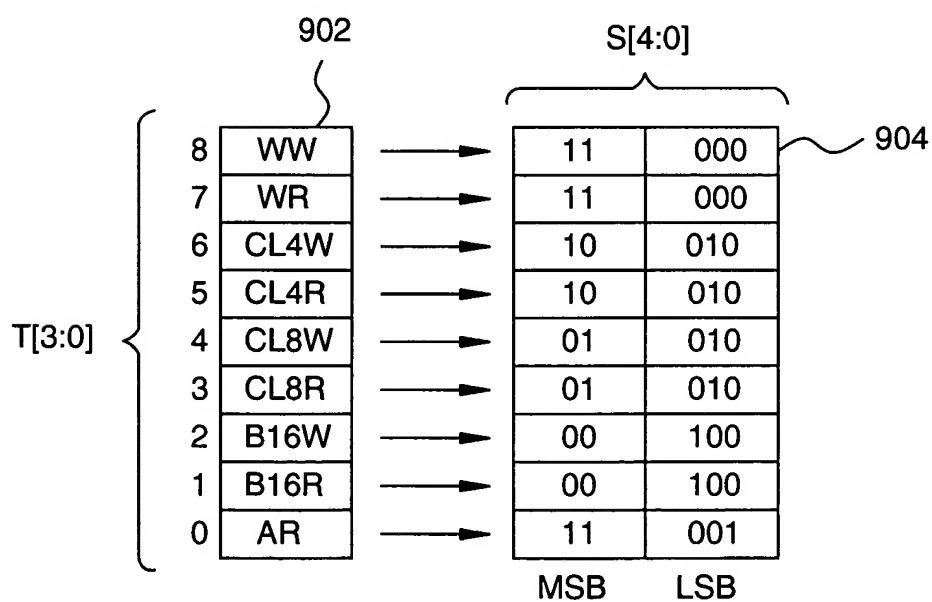 902
S[4:0]
904
T[3:0]
8 WW 11 000
7 WR 11 000
6 CL4W 10 010
5 CL4R 10 010
4 CL8W 01 010
3 CL8R 01 010
2 B16W 00 100
1 B16R 00 100
0 AR 11 001
MSB LSB